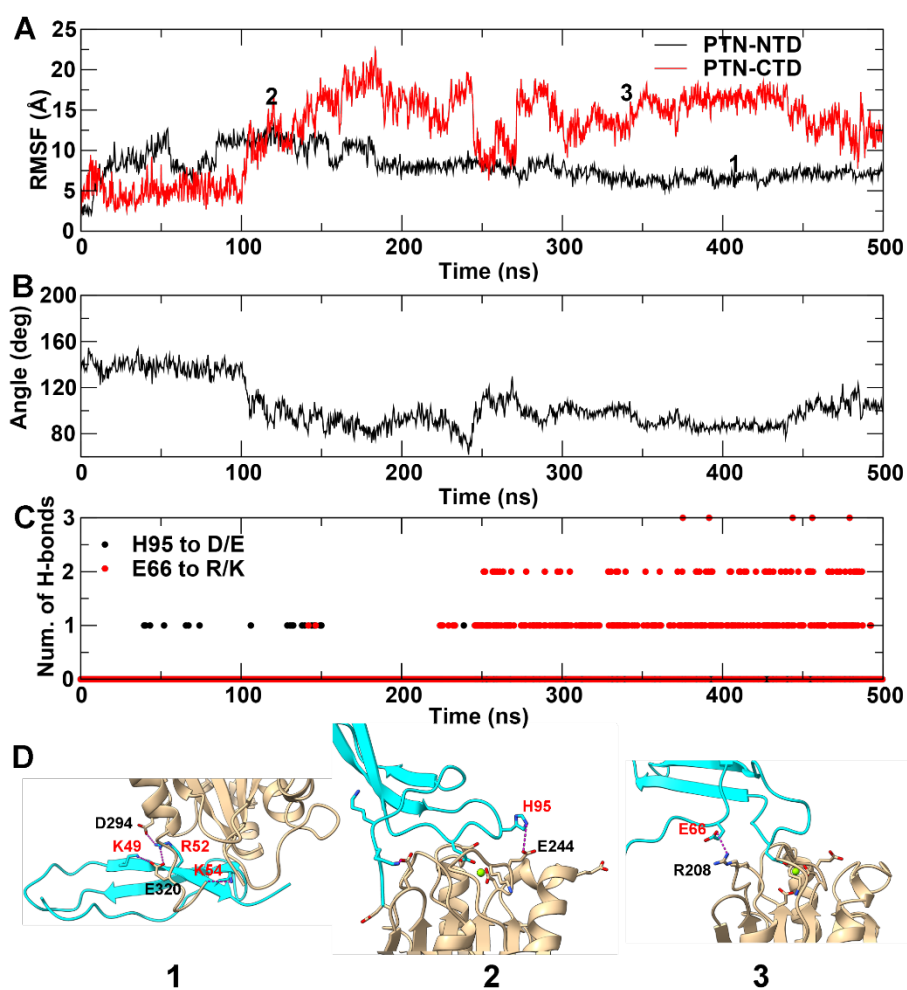 A
25
20
15
10
5
0
RMSF (Å)
PTN-NTD
PTN-CTD
2
3
1
0 100 200 300 400 500
Time (ns)
B
200
160
120
80
Angle (deg)
0 100 200 300 400 500
Time (ns)
C
3
2
1
0
Num. of H-bonds
H95 to D/E
E66 to R/K
0 100 200 300 400 500
Time (ns)
D
D294
K49 R52
K54
E320
1
H95
E244
2
E66
R208
3